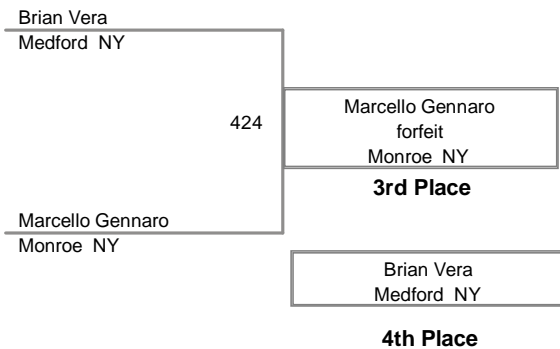 Brian Vera
Medford NY
424
Marcello Gennaro
forfeit
Monroe NY
3rd Place
Marcello Gennaro
Monroe NY
Brian Vera
Medford NY
4th Place